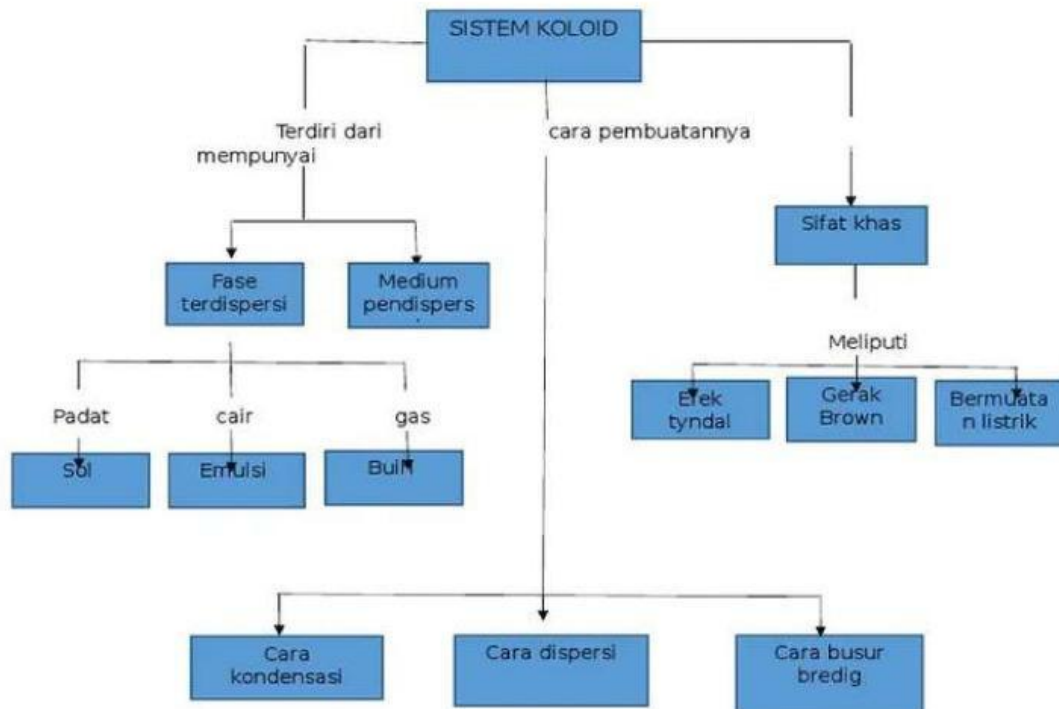 SISTEM KOLOID
Terdiri dari
mempunyai
cara pembuatannya
Sifat khas
Fase
terdispersi
Medium
pendispers
Meliputi
Efek
tyndal
Gerak
Brown
Bermuata
n listrik
Padat
cair
gas
Sol
Emulsi
Buih
Cara
kondensasi
Cara dispersi
Cara busur
bredig